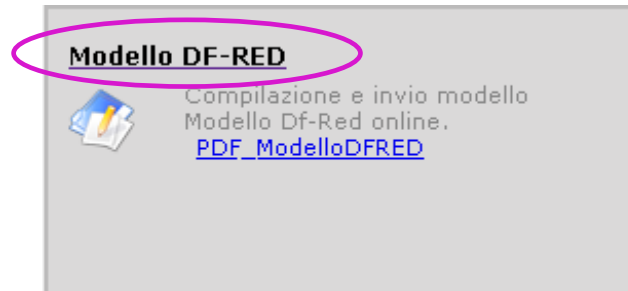 Modello DF-RED
Compilazione e invio modello
Modello Df-Red online.
PDF_ModelloDFRED